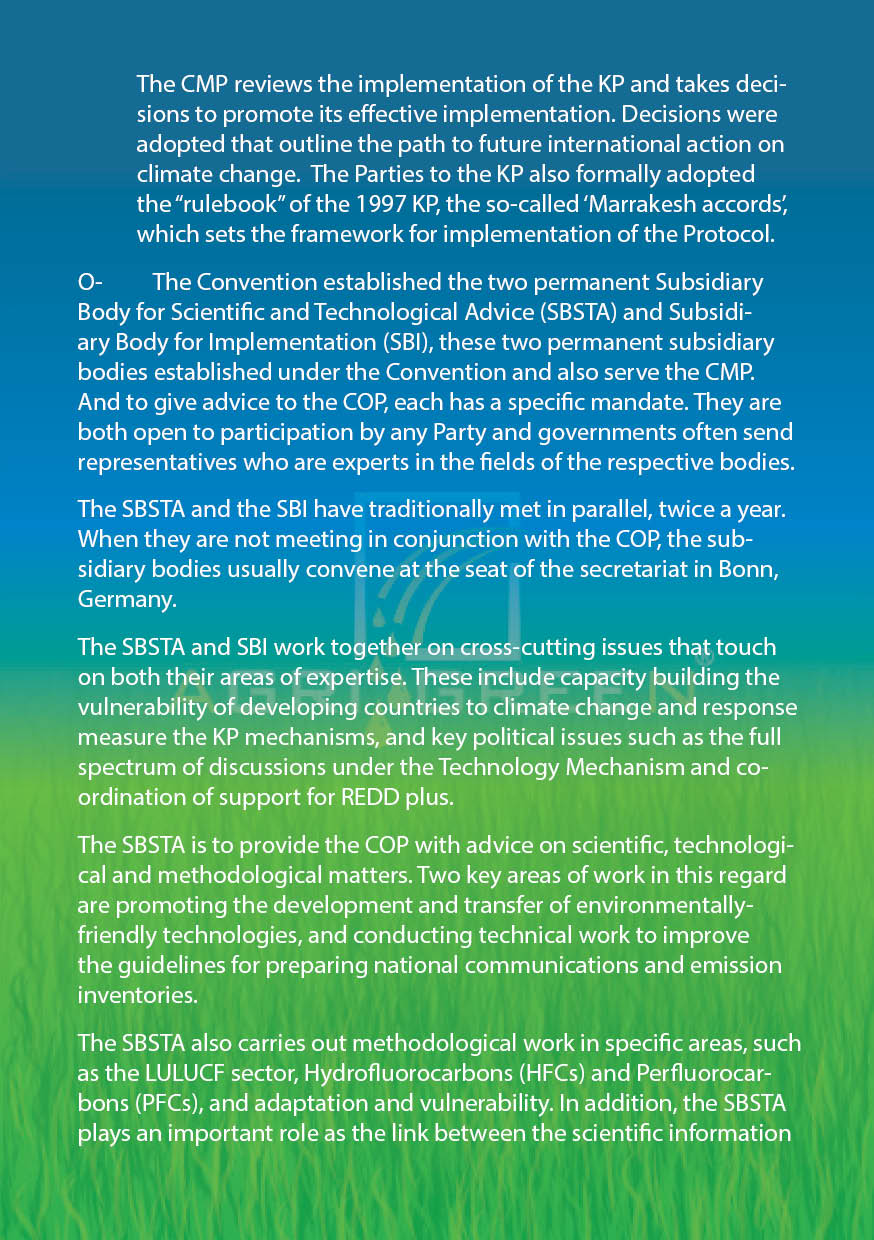 The CMP reviews the implementation of the KP and takes deci-
sions to promote its effective implementation. Decisions were
adopted that outline the path to future international action on
climate change.  The Parties to the KP also formally adopted
the “rulebook” of the 1997 KP, the so-called ‘Marrakesh accords’,
which sets the framework for implementation of the Protocol.
O- The Convention established the two permanent Subsidiary
Body for Scientific and Technological Advice (SBSTA) and Subsidi-
ary Body for Implementation (SBI), these two permanent subsidiary
bodies established under the Convention and also serve the CMP.
And to give advice to the COP, each has a specific mandate. They are
both open to participation by any Party and governments often send
representatives who are experts in the fields of the respective bodies.
The SBSTA and the SBI have traditionally met in parallel, twice a year.
When they are not meeting in conjunction with the COP, the sub-
sidiary bodies usually convene at the seat of the secretariat in Bonn,
Germany.
The SBSTA and SBI work together on cross-cutting issues that touch
on both their areas of expertise. These include capacity building the
vulnerability of developing countries to climate change and response
measure the KP mechanisms, and key political issues such as the full
spectrum of discussions under the Technology Mechanism and co-
ordination of support for REDD plus.
The SBSTA is to provide the COP with advice on scientific, technologi-
cal and methodological matters. Two key areas of work in this regard
are promoting the development and transfer of environmentally-
friendly technologies, and conducting technical work to improve
the guidelines for preparing national communications and emission
inventories.
The SBSTA also carries out methodological work in specific areas, such
as the LULUCF sector, Hydrofluorocarbons (HFCs) and Perfluorocar-
bons (PFCs), and adaptation and vulnerability. In addition, the SBSTA
plays an important role as the link between the scientific information
AGRI GREEN®